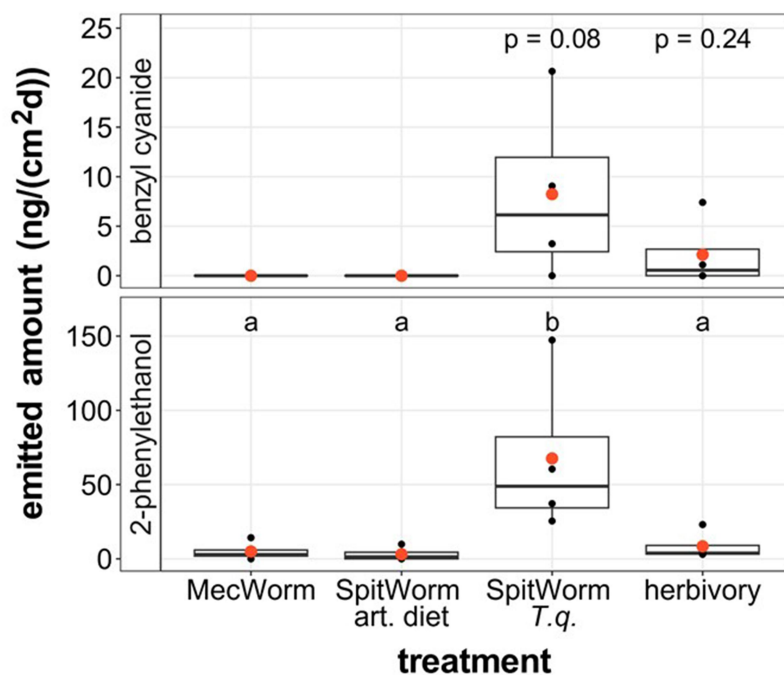 emitted amount (ng/(cm²d))
benzyl cyanide
25
20
15
10
5
0
p = 0.08
p = 0.24
2-phenylethanol
150
100
50
0
a
a
b
a
MecWorm
SpitWorm
art. diet
SpitWorm
T.q.
herbivory
treatment